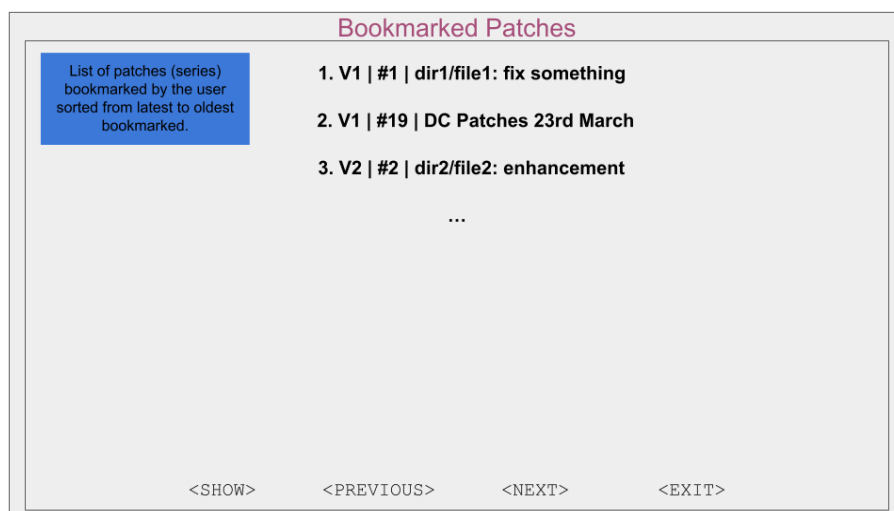 Bookmarked Patches
List of patches (series)
bookmarked by the user
sorted from latest to oldest
bookmarked.
1. V1 | #1 | dir1/file1: fix something
2. V1 | #19 | DC Patches 23rd March
3. V2 | #2 | dir2/file2: enhancement
...
<SHOW> <PREVIOUS> <NEXT> <EXIT>